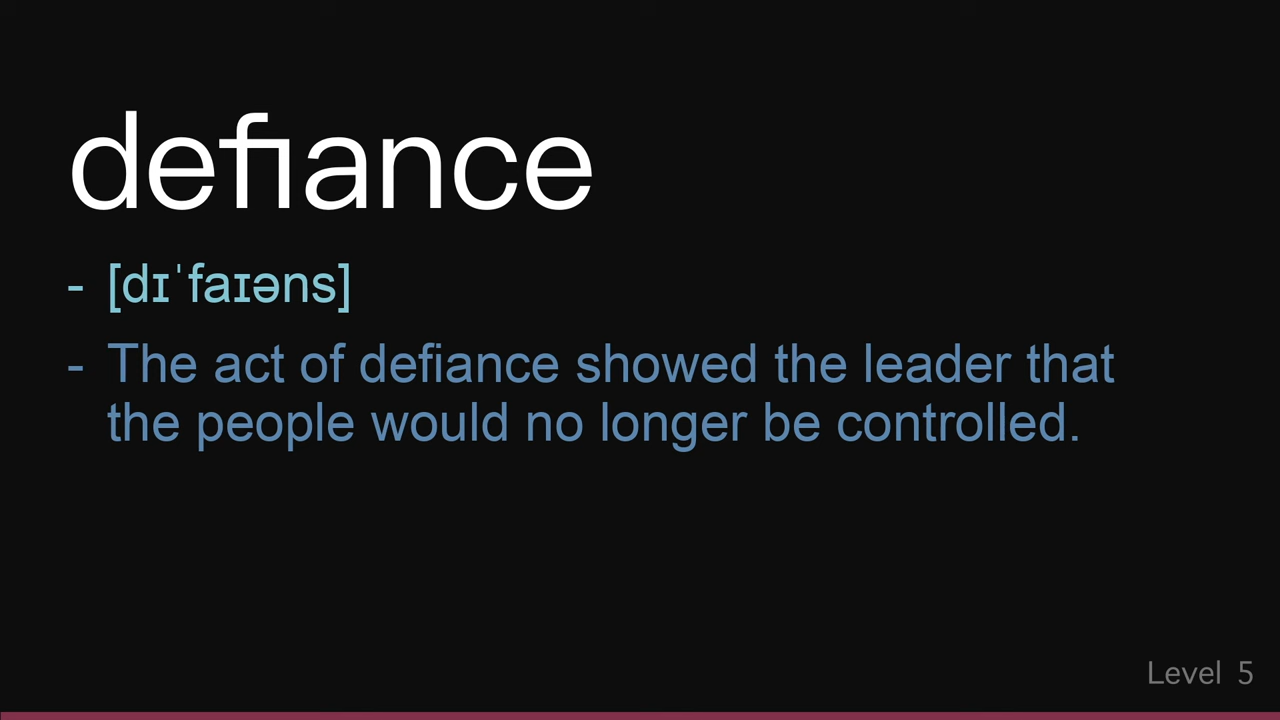 defiance
- [dɪˈfaɪəns]
- The act of defiance showed the leader that
the people would no longer be controlled.
Level 5